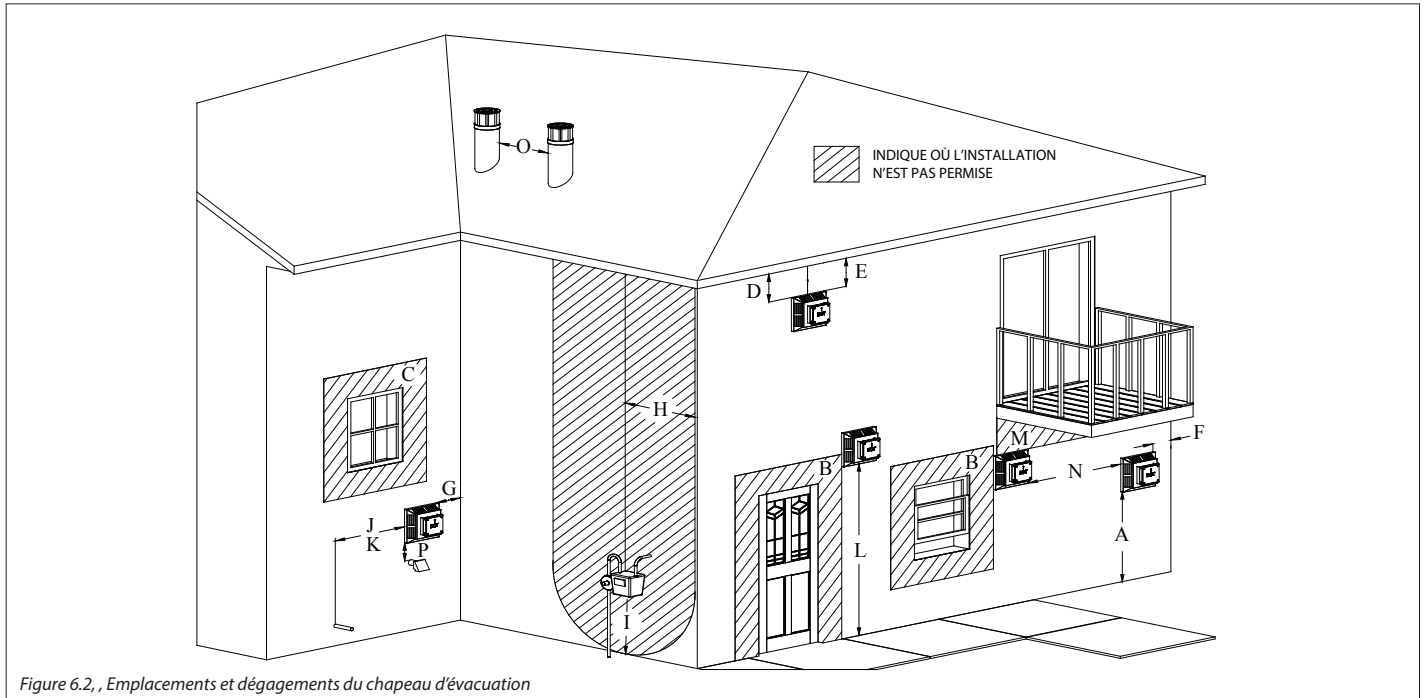 O
INDIQUE OÙ L'INSTALLATION
N'EST PAS PERMISE
D
E
C
H
M
F
B
B
N
G
J
K
P
L
A
I
Figure 6.2, , Emplacements et dégagements du chapeau d'évacuation